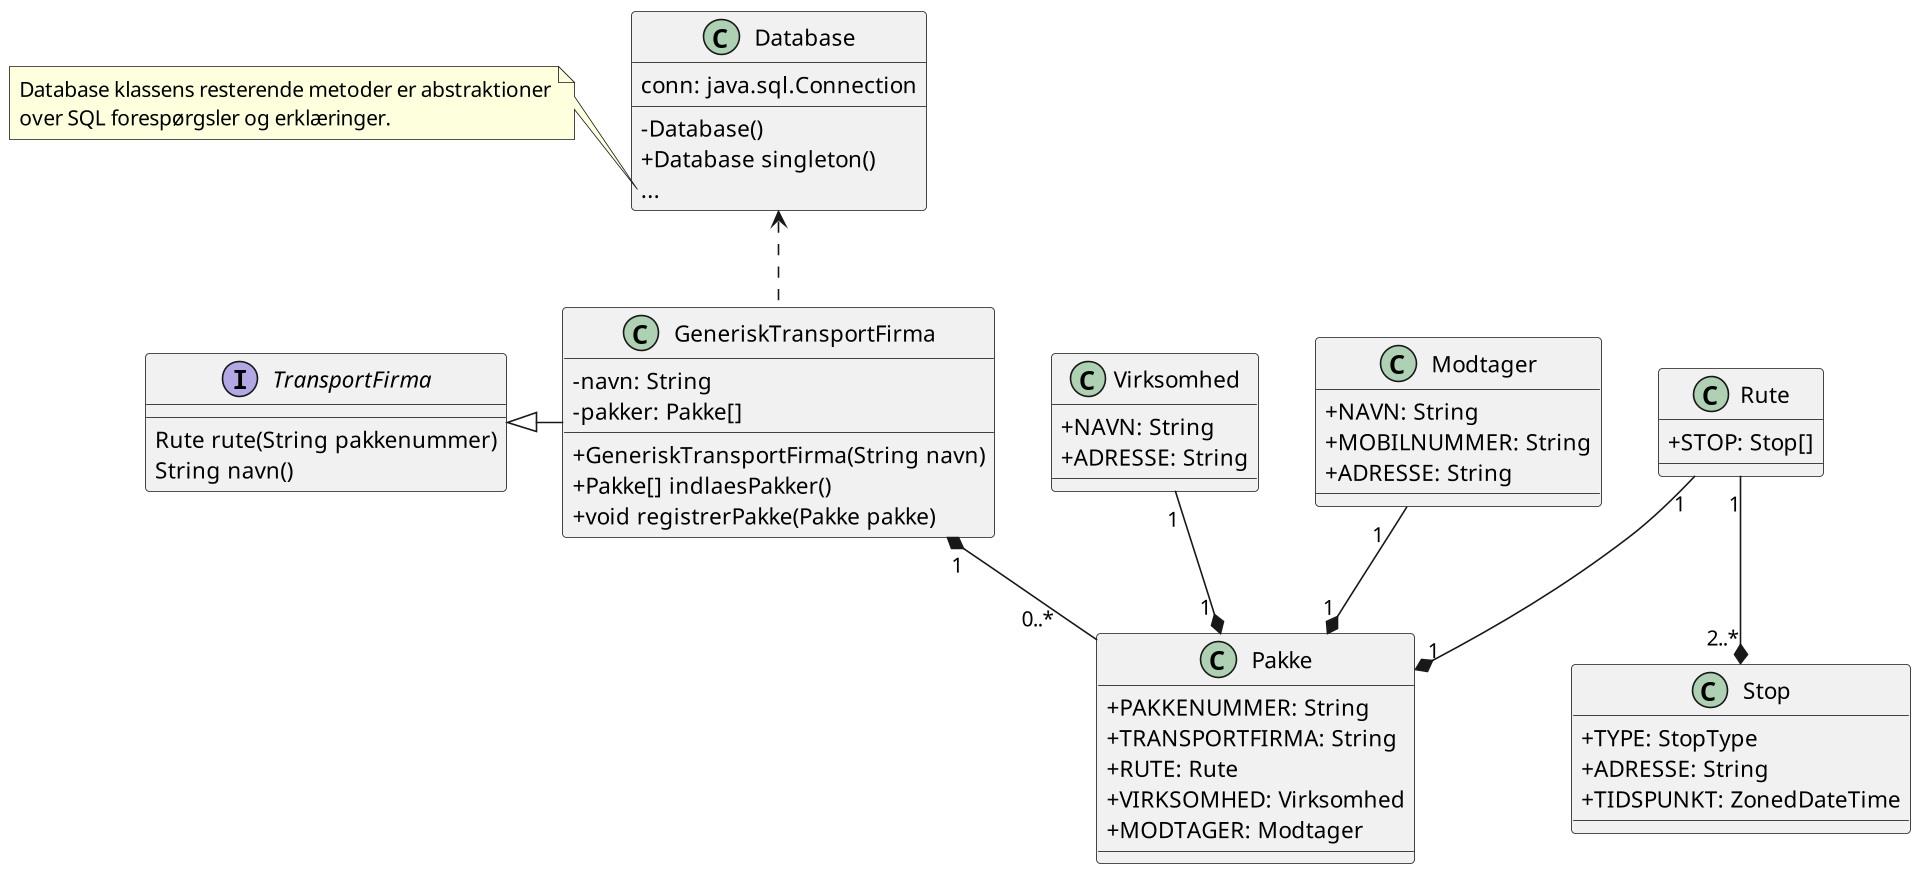 C Database
conn: java.sql.Connection
-Database()
+Database singleton()
...
Database klassens resterende metoder er abstraktioner
over SQL forespørgsler og erklæringer.
I TransportFirma
Rute rute(String pakkenummer)
String navn()
C GeneriskTransportFirma
-navn: String
-pakker: Pakke[]
+GeneriskTransportFirma(String navn)
+Pakke[] indlaesPakker()
+void registrerPakke(Pakke pakke)
C Virksomhed
+NAVN: String
+ADRESSE: String
C Modtager
+NAVN: String
+MOBILNUMMER: String
+ADRESSE: String
C Rute
+STOP: Stop[]
1
0..*
1
1
1
1
1
1
1
2..*
C Pakke
+PAKKENUMMER: String
+TRANSPORTFIRMA: String
+RUTE: Rute
+VIRKSOMHED: Virksomhed
+MODTAGER: Modtager
C Stop
+TYPE: StopType
+ADRESSE: String
+TIDSPUNKT: ZonedDateTime